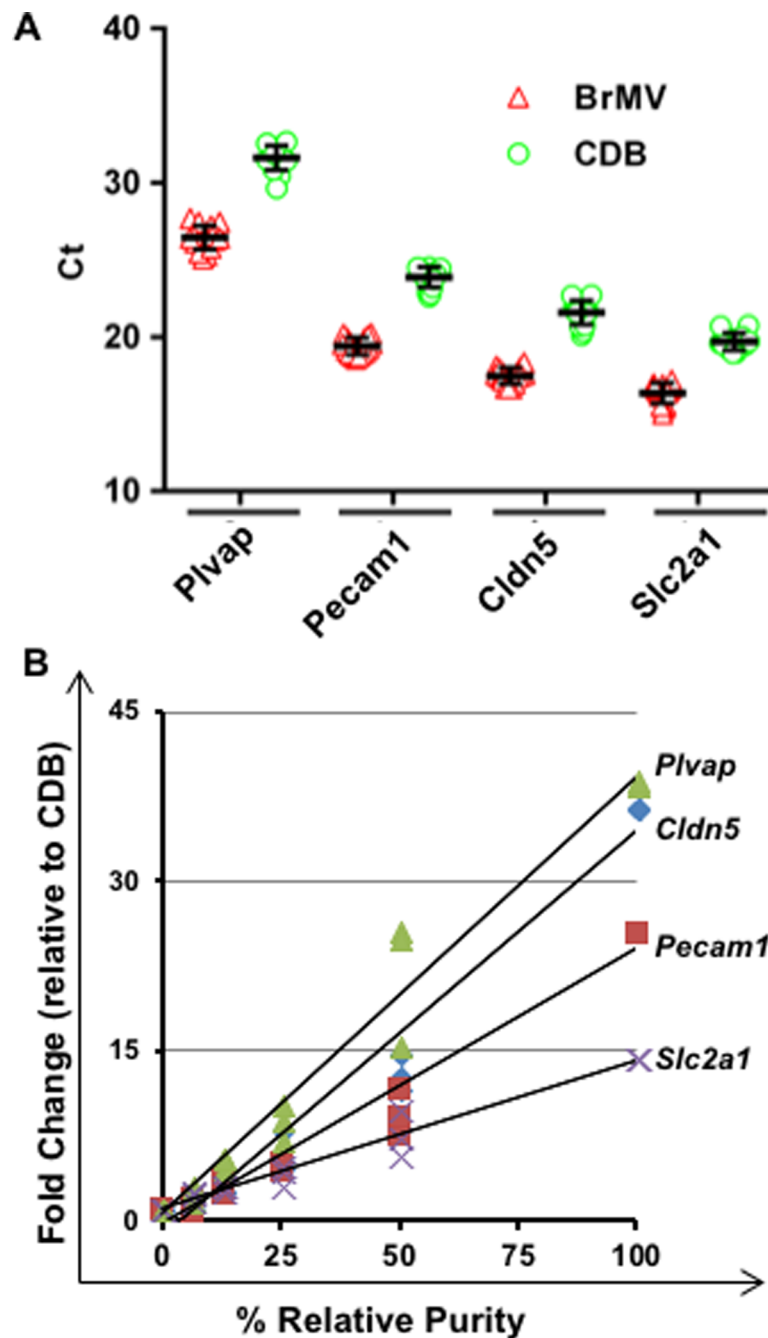 A
40
30
20
10
Ct
BrMV
CDB
Plvap
Pecam1
Cldn5
Slc2a1
B
45
30
15
0
Fold Change (relative to CDB)
Plvap
Cldn5
Pecam1
Slc2a1
0 25 50 75 100
% Relative Purity